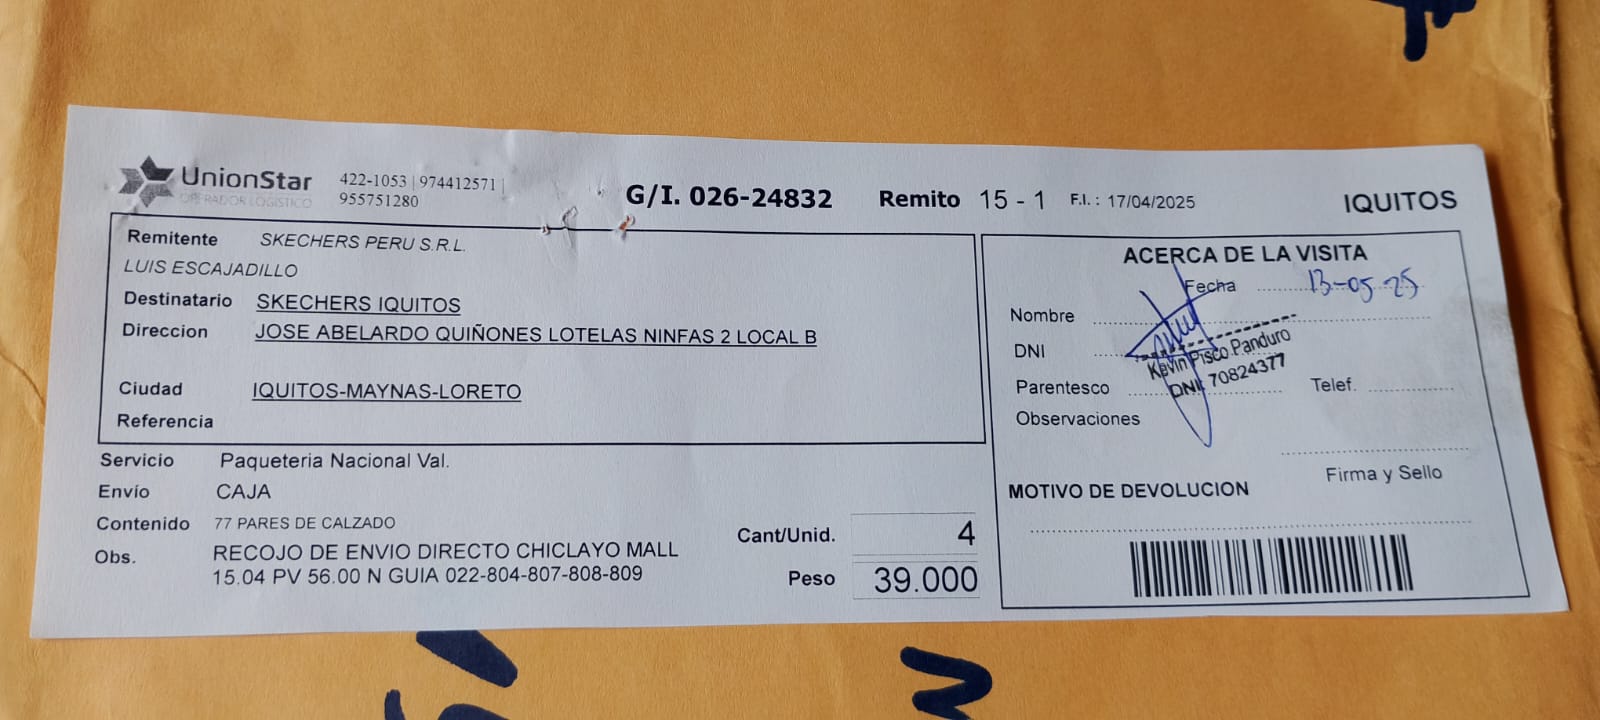 UnionStar
OPERADOR LOGISTICO
422-1053 | 974412571 |
955751280
G/I. 026-24832
Remito 15 - 1
F.I. : 17/04/2025
IQUITOS
Remitente SKECHERS PERU S.R.L.
LUIS ESCAJADILLO
Destinatario SKECHERS IQUITOS
Direccion JOSE ABELARDO QUIÑONES LOTELAS NINFAS 2 LOCAL B
Ciudad IQUITOS-MAYNAS-LORETO
Referencia
Servicio Paqueteria Nacional Val.
Envío CAJA
Contenido 77 PARES DE CALZADO
Obs. RECOJO DE ENVIO DIRECTO CHICLAYO MALL
15.04 PV 56.00 N GUIA 022-804-807-808-809
Cant/Unid. 4
Peso 39.000
ACERCA DE LA VISITA
Fecha 13-05-25
Nombre
DNI
Kevin Pisco Panduro
DNI: 70824377
Parentesco
Telef.
Observaciones
Firma y Sello
MOTIVO DE DEVOLUCION